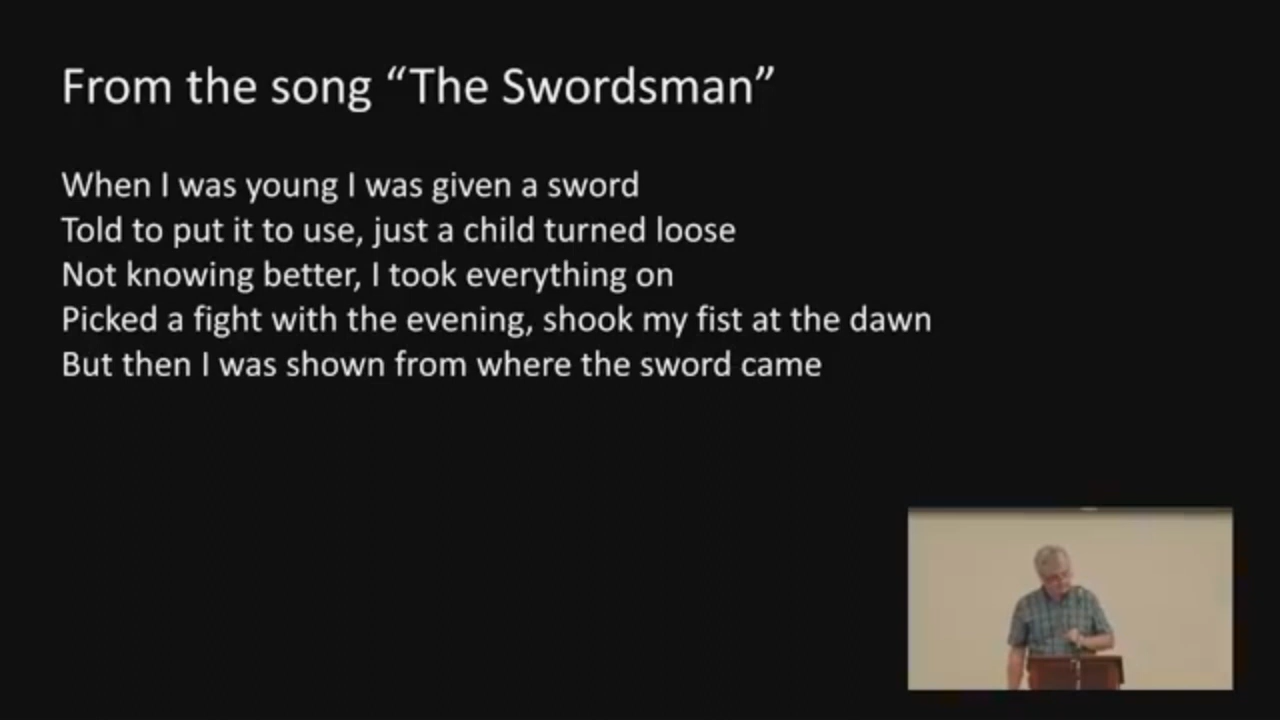 From the song “The Swordsman”
When I was young I was given a sword
Told to put it to use, just a child turned loose
Not knowing better, I took everything on
Picked a fight with the evening, shook my fist at the dawn
But then I was shown from where the sword came